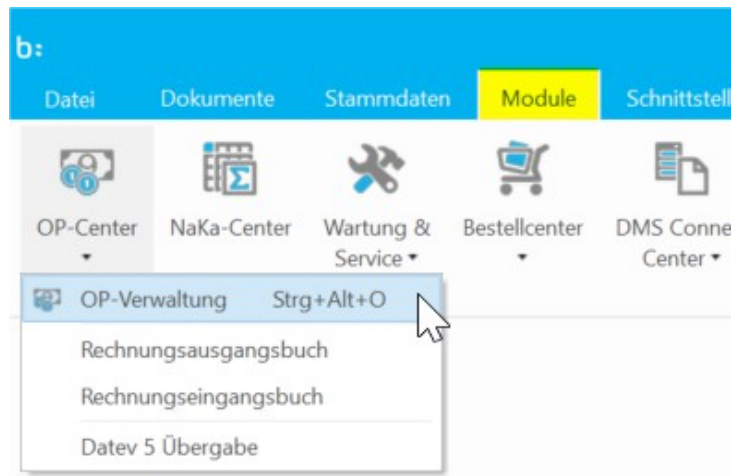 b:
Datei Dokumente Stammdaten Module
OP-Center NaKa-Center Wartung & Bestellcenter DMS
Service Center
OP-Verwaltung Strg+Alt+O
Rechnungsausgangsbuch
Rechnungseingangsbuch
Datev 5 Übergabe